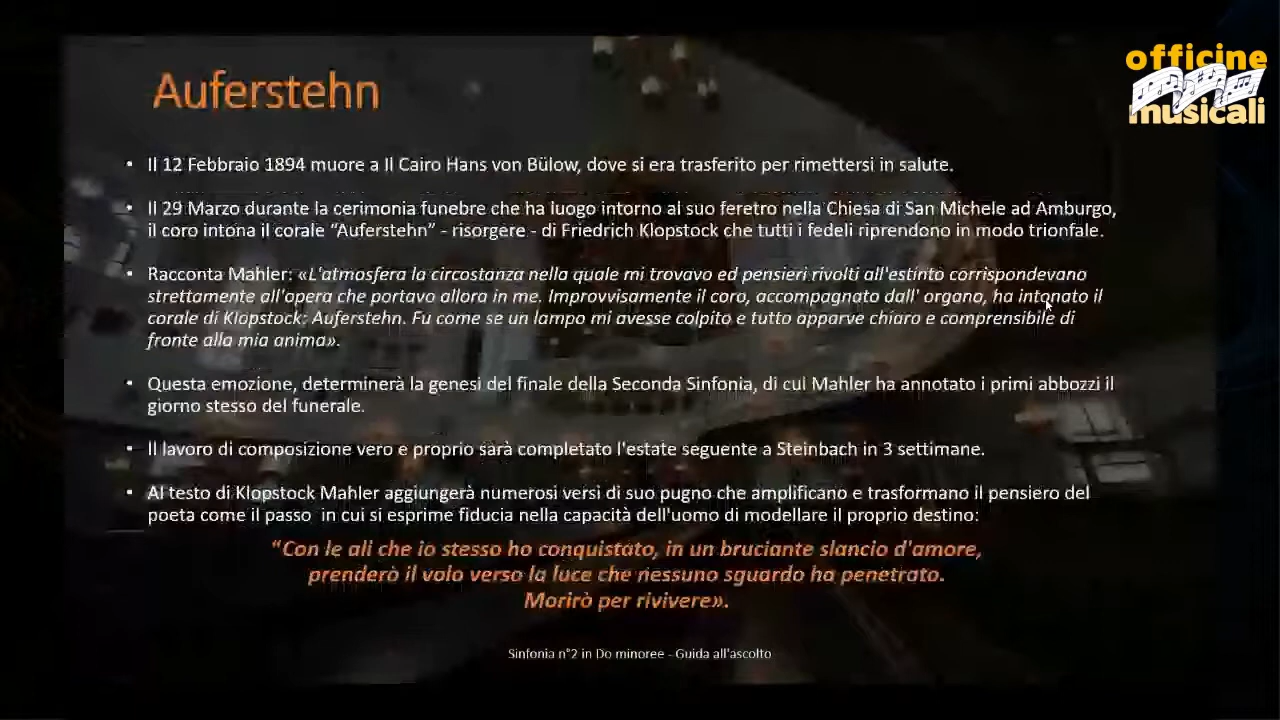 officine
musicali
Auferstehn
• Il 12 Febbraio 1894 muore a Il Cairo Hans von Bülow, dove si era trasferito per rimettersi in salute.
• Il 29 Marzo durante la cerimonia funebre che ha luogo intorno al suo feretro nella Chiesa di San Michele ad Amburgo,
il coro intona il corale “Auferstehn” - risorgere - di Friedrich Klopstock che tutti i fedeli riprendono in modo trionfale.
• Racconta Mahler: «L'atmosfera la circostanza nella quale mi trovavo ed pensieri rivolti all'estinto corrispondevano
strettamente all'opera che portavo allora in me. Improvvisamente il coro, accompagnato dall' organo, ha intonato il
corale di Klopstock: Auferstehn. Fu come se un lampo mi avesse colpito e tutto apparve chiaro e comprensibile di
fronte alla mia anima».
• Questa emozione, determinerà la genesi del finale della Seconda Sinfonia, di cui Mahler ha annotato i primi abbozzi il
giorno stesso del funerale.
• Il lavoro di composizione vero e proprio sarà completato l'estate seguente a Steinbach in 3 settimane.
• Al testo di Klopstock Mahler aggiungerà numerosi versi di suo pugno che amplificano e trasformano il pensiero del
poeta come il passo in cui si esprime fiducia nella capacità dell'uomo di modellare il proprio destino:
“Con le ali che io stesso ho conquistato, in un bruciante slancio d'amore,
prenderò il volo verso la luce che nessuno sguardo ha penetrato.
Morirò per rivivere».
Sinfonia n°2 in Do minoree - Guida all'ascolto